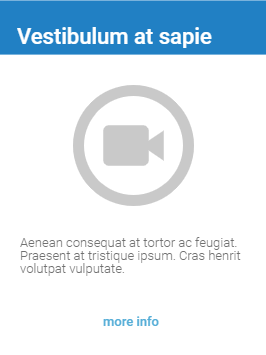 Vestibulum at sapie
Aenean consequat at tortor ac feugiat.
Praesent at tristique ipsum. Cras henrit
volutpat vulputate.
more info